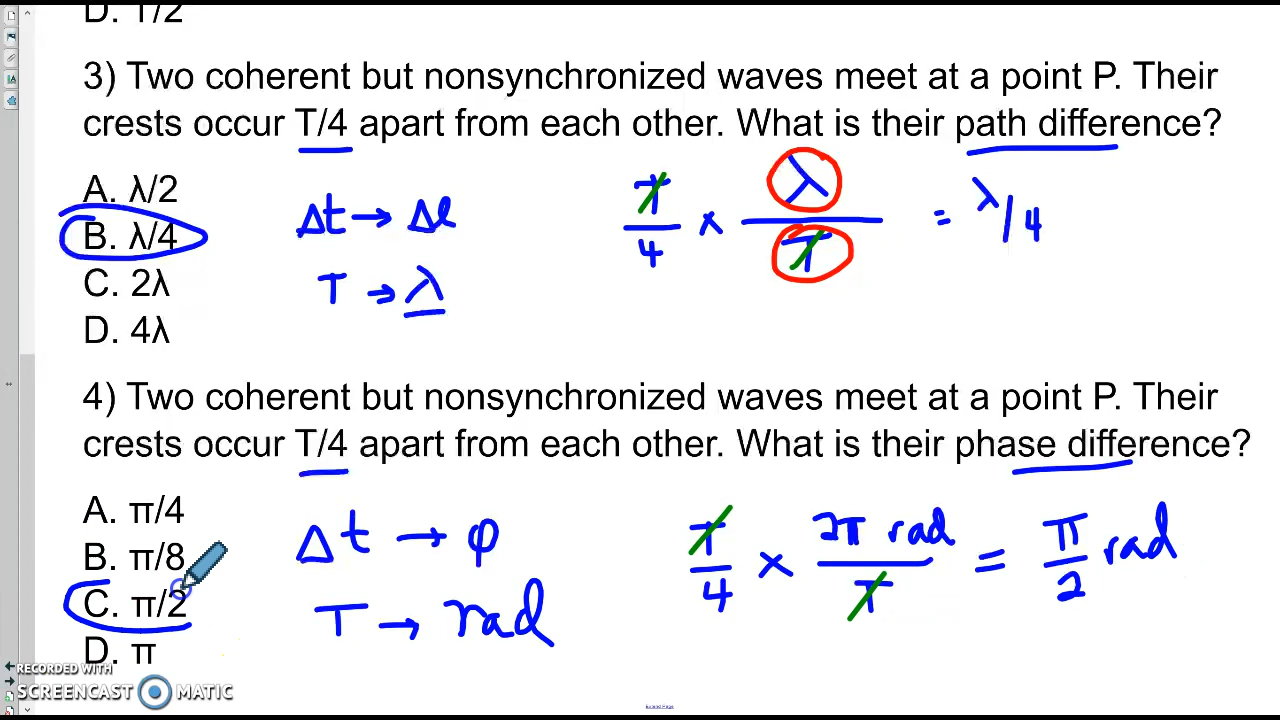 D. T/2
3) Two coherent but nonsynchronized waves meet at a point P. Their
crests occur T/4 apart from each other. What is their path difference?
A. λ/2
B. λ/4
C. 2λ
D. 4λ
Δt → Δl
T → λ
T/4 × λ/T = λ/4
4) Two coherent but nonsynchronized waves meet at a point P. Their
crests occur T/4 apart from each other. What is their phase difference?
A. π/4
B. π/8
C. π/2
D. π
Δt → φ
T → rad
T/4 × 2π rad/T = π/2 rad
RECORDED WITH
SCREENCAST MATIC
Extend Page